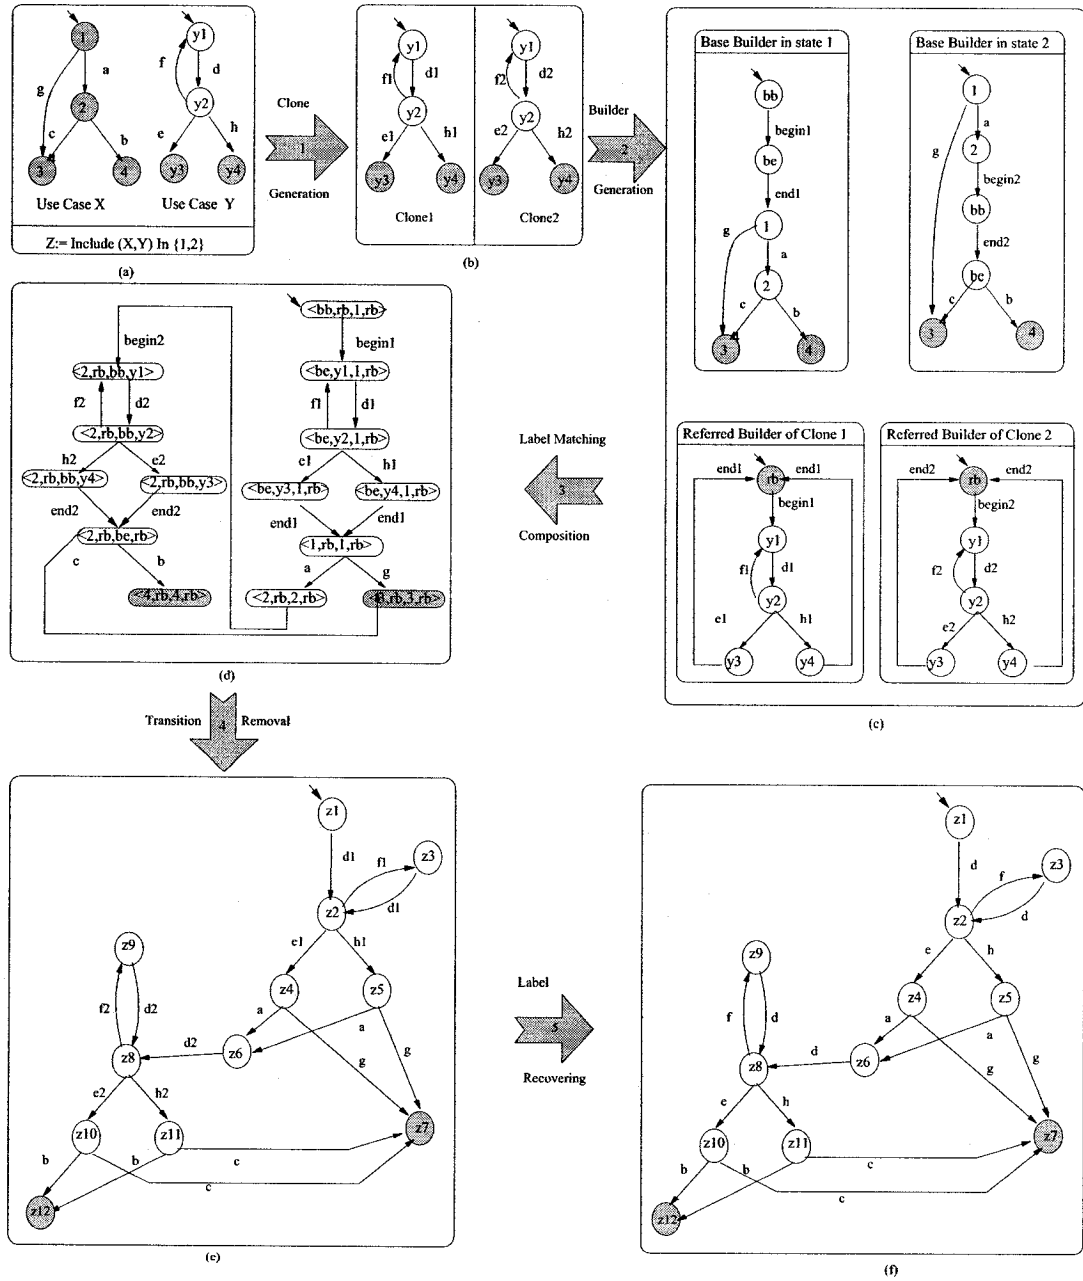 1
a
g
2
c
b
3
4
Use Case X
y1
f
d
y2
e
h
y3
y4
Use Case Y
Z:= Include (X,Y) In {1,2}
(a)
Clone
1
Generation
y1
f1
d1
y2
e1
h1
y3
y4
Clone1
y1
f2
d2
y2
e2
h2
y3
y4
Clone2
(b)
Builder
2
Generation
Base Builder in state 1
bb
begin1
be
end1
1
g
a
2
c
b
3
4
Base Builder in state 2
1
a
g
2
begin2
bb
end2
be
c
b
3
4
Referred Builder of Clone 1
end1
end1
rb
begin1
y1
f1
d1
y2
e1
h1
y3
y4
Referred Builder of Clone 2
end2
end2
rb
begin2
y1
f2
d2
y2
e2
h2
y3
y4
(c)
Label Matching
3
Composition
<bb,rb,1,rb>
begin1
<be,y1,1,rb>
f1
d1
<be,y2,1,rb>
e1
h1
<be,y3,1,rb>
<be,y4,1,rb>
end1
end1
<1,rb,1,rb>
a
g
<2,rb,2,rb>
<3,rb,3,rb>
begin2
<2,rb,bb,y1>
f2
d2
<2,rb,bb,y2>
h2
e2
<2,rb,bb,y4>
<2,rb,bb,y3>
end2
end2
<2,rb,be,rb>
c
b
<4,rb,4,rb>
(d)
Transition
4
Removal
z1
d1
f1
z3
d1
z2
e1
h1
z4
z5
a
a
g
g
z6
d2
z9
f2
d2
z8
e2
h2
z10
z11
z7
b
b
c
c
z12
(e)
Label
5
Recovering
z1
d
f
z3
d
z2
e
h
z4
z5
a
a
g
g
z6
d
z9
f
d
z8
e
h
z10
z11
z7
b
b
c
c
z12
(f)